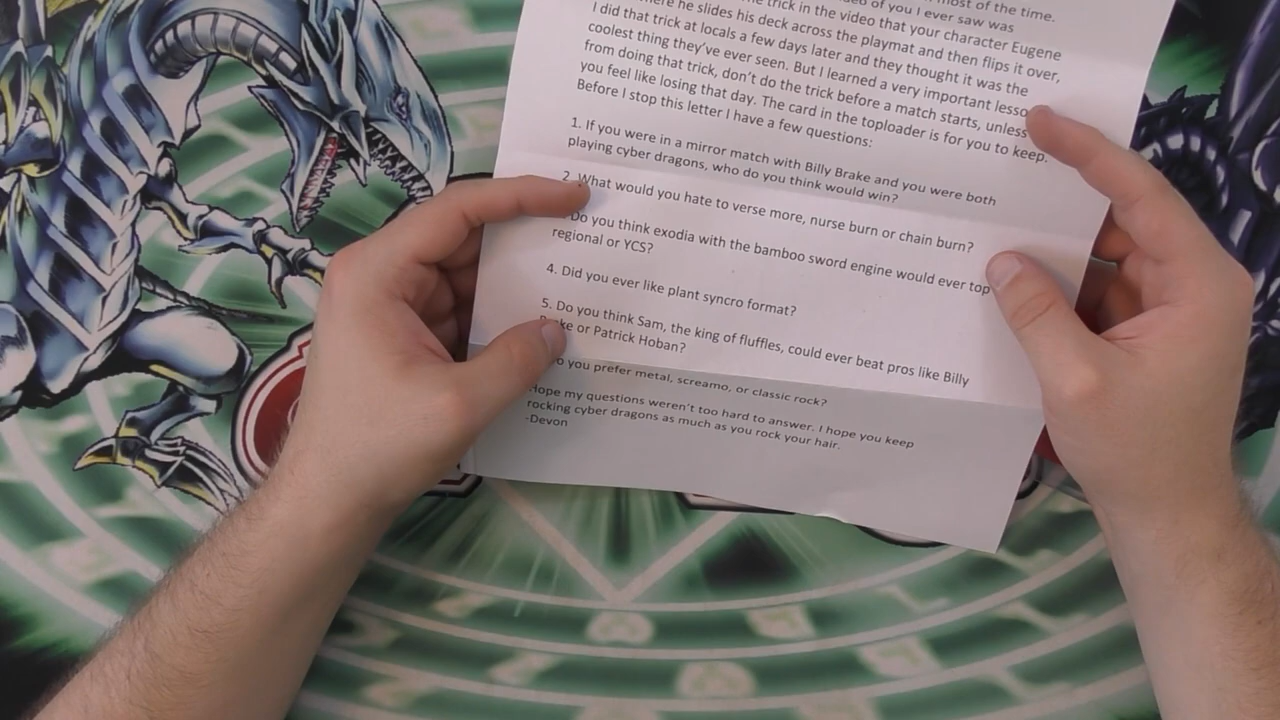 most of the time.
of you I ever saw was
trick in the video that your character Eugene
here he slides his deck across the playmat and then flips it over,
I did that trick at locals a few days later and they thought it was the
coolest thing they've ever seen. But I learned a very important lesso
from doing that trick, don't do the trick before a match starts, unless
you feel like losing that day. The card in the toploader is for you to keep.
Before I stop this letter I have a few questions:
1. If you were in a mirror match with Billy Brake and you were both
playing cyber dragons, who do you think would win?
2. What would you hate to verse more, nurse burn or chain burn?
Do you think exodia with the bamboo sword engine would ever top
regional or YCS?
4. Did you ever like plant syncro format?
5. Do you think Sam, the king of fluffles, could ever beat pros like Billy
Brake or Patrick Hoban?
Do you prefer metal, screamo, or classic rock?
Hope my questions weren't too hard to answer. I hope you keep
rocking cyber dragons as much as you rock your hair.
-Devon